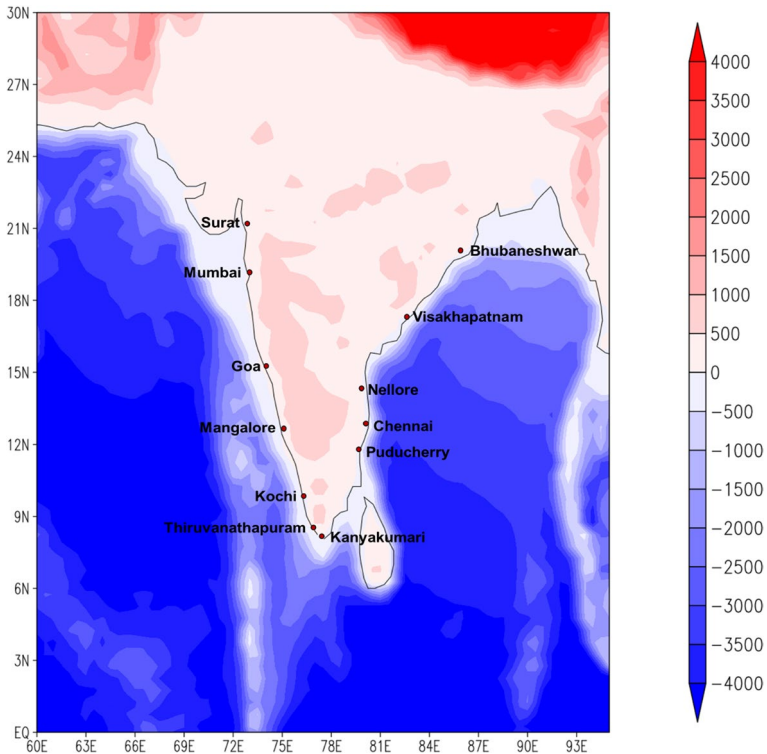 30N
27N
24N
21N
18N
15N
12N
9N
6N
3N
EQ
60E 63E 66E 69E 72E 75E 78E 81E 84E 87E 90E 93E
Surat
Mumbai
Bhubaneshwar
Visakhapatnam
Goa
Nellore
Mangalore
Chennai
Puducherry
Kochi
Thiruvanathapuram
Kanyakumari
4000
3500
3000
2500
2000
1500
1000
500
0
−500
−1000
−1500
−2000
−2500
−3000
−3500
−4000